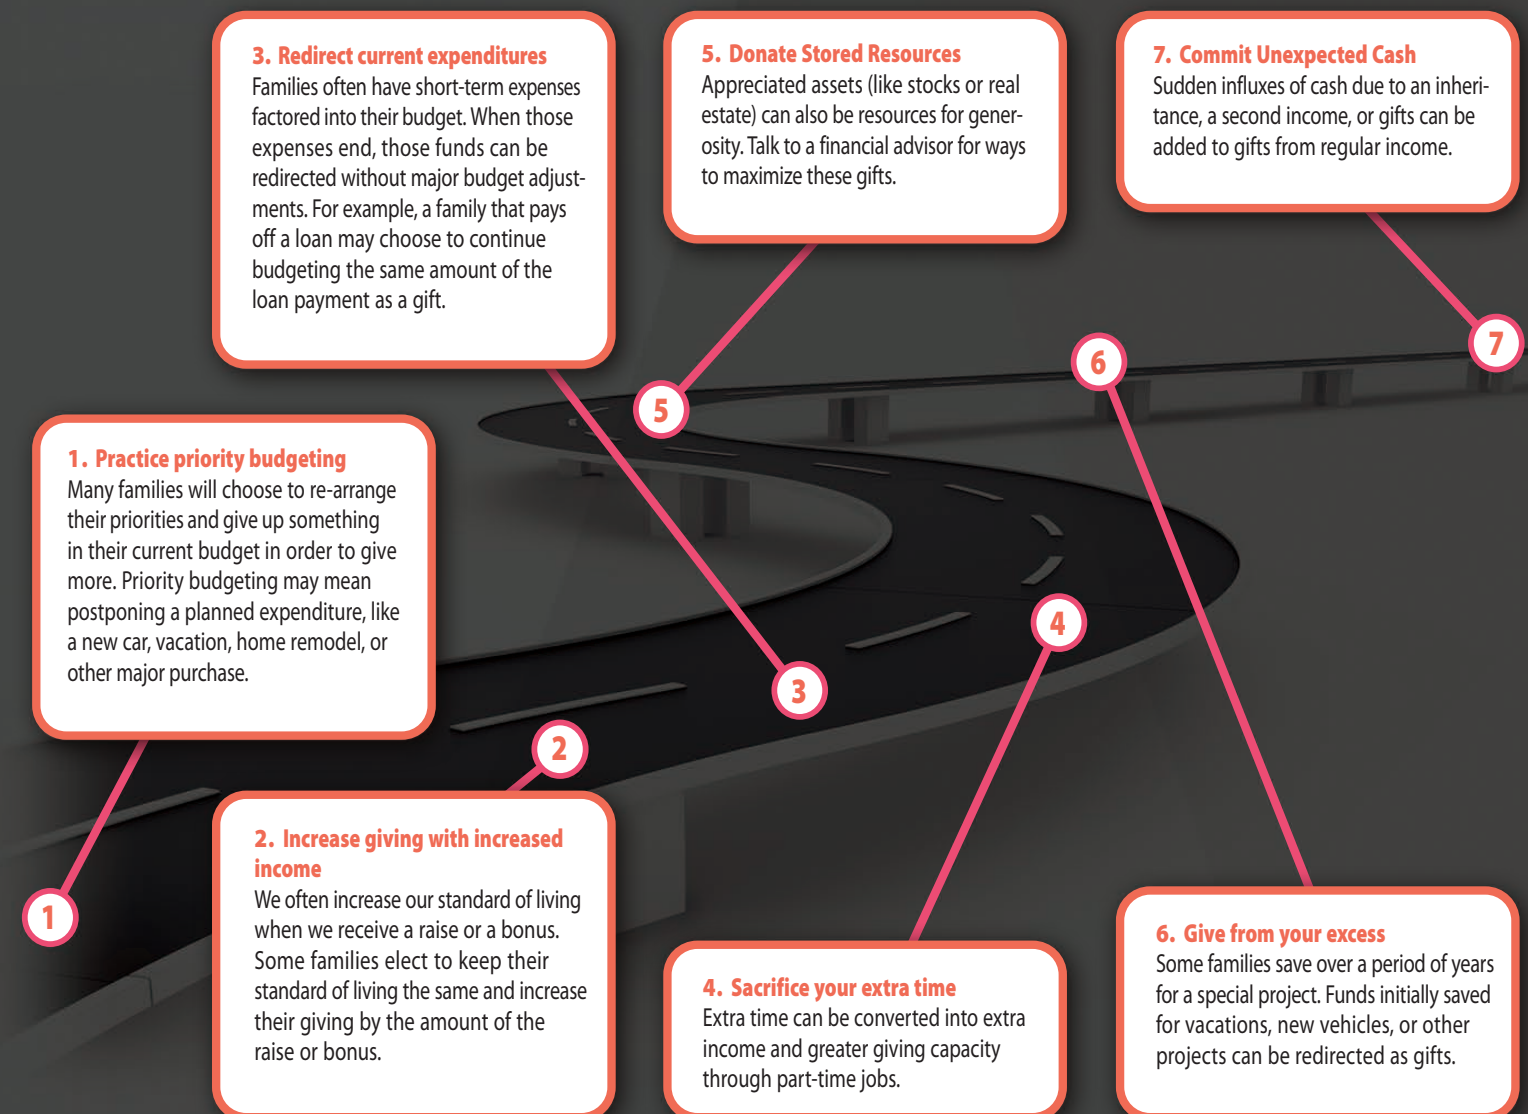 3. Redirect current expenditures
Families often have short-term expenses
factored into their budget. When those
expenses end, those funds can be
redirected without major budget adjust-
ments. For example, a family that pays
off a loan may choose to continue
budgeting the same amount of the
loan payment as a gift.
5. Donate Stored Resources
Appreciated assets (like stocks or real
estate) can also be resources for gener-
osity. Talk to a financial advisor for ways
to maximize these gifts.
7. Commit Unexpected Cash
Sudden influxes of cash due to an inheri-
tance, a second income, or gifts can be
added to gifts from regular income.
7
6
5
1. Practice priority budgeting
Many families will choose to re-arrange
their priorities and give up something
in their current budget in order to give
more. Priority budgeting may mean
postponing a planned expenditure, like
a new car, vacation, home remodel, or
other major purchase.
4
3
2
1
2. Increase giving with increased
income
We often increase our standard of living
when we receive a raise or a bonus.
Some families elect to keep their
standard of living the same and increase
their giving by the amount of the
raise or bonus.
4. Sacrifice your extra time
Extra time can be converted into extra
income and greater giving capacity
through part-time jobs.
6. Give from your excess
Some families save over a period of years
for a special project. Funds initially saved
for vacations, new vehicles, or other
projects can be redirected as gifts.